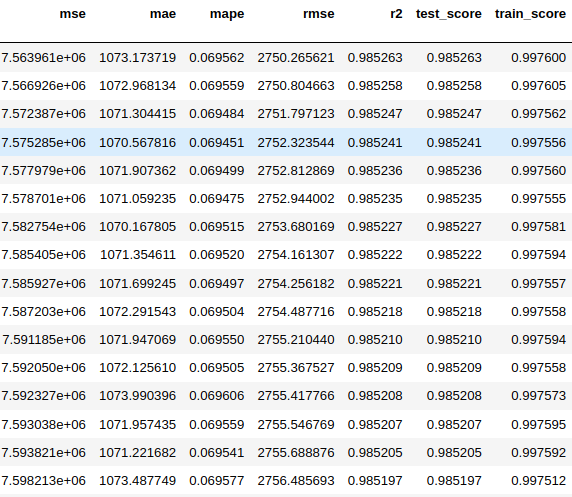 mse mae mape rmse r2 test_score train_score
7.563961e+06 1073.173719 0.069562 2750.265621 0.985263 0.985263 0.997600
7.566926e+06 1072.968134 0.069559 2750.804663 0.985258 0.985258 0.997605
7.572387e+06 1071.304415 0.069484 2751.797123 0.985247 0.985247 0.997562
7.575285e+06 1070.567816 0.069451 2752.323544 0.985241 0.985241 0.997556
7.577979e+06 1071.907362 0.069499 2752.812869 0.985236 0.985236 0.997560
7.578701e+06 1071.059235 0.069475 2752.944002 0.985235 0.985235 0.997555
7.582754e+06 1070.167805 0.069515 2753.680169 0.985227 0.985227 0.997581
7.585405e+06 1071.354611 0.069520 2754.161307 0.985222 0.985222 0.997594
7.585927e+06 1071.699245 0.069497 2754.256182 0.985221 0.985221 0.997557
7.587203e+06 1072.291543 0.069504 2754.487716 0.985218 0.985218 0.997558
7.591185e+06 1071.947069 0.069550 2755.210440 0.985210 0.985210 0.997594
7.592050e+06 1072.125610 0.069505 2755.367527 0.985209 0.985209 0.997558
7.592327e+06 1073.990396 0.069606 2755.417766 0.985208 0.985208 0.997573
7.593038e+06 1071.957435 0.069559 2755.546769 0.985207 0.985207 0.997595
7.593821e+06 1071.221682 0.069541 2755.688876 0.985205 0.985205 0.997592
7.598213e+06 1073.487749 0.069577 2756.485693 0.985197 0.985197 0.997512